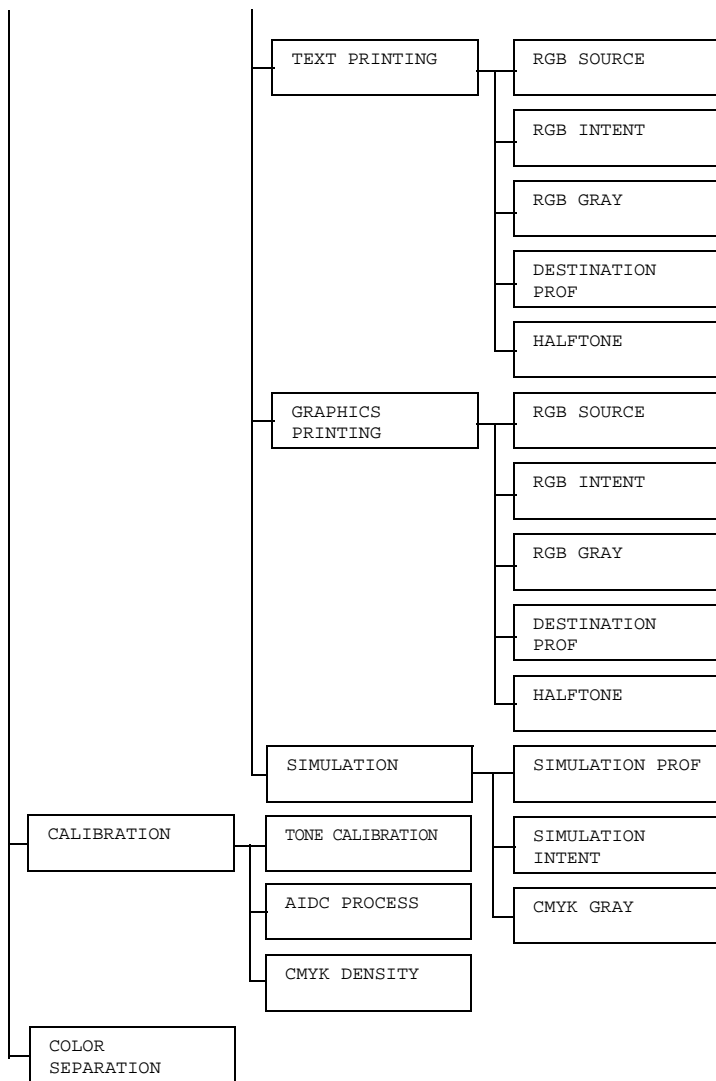 TEXT PRINTING
RGB SOURCE
RGB INTENT
RGB GRAY
DESTINATION
PROF
HALFTONE
GRAPHICS
PRINTING
RGB SOURCE
RGB INTENT
RGB GRAY
DESTINATION
PROF
HALFTONE
SIMULATION
SIMULATION PROF
SIMULATION
INTENT
CMYK GRAY
CALIBRATION
TONE CALIBRATION
AIDC PROCESS
CMYK DENSITY
COLOR
SEPARATION